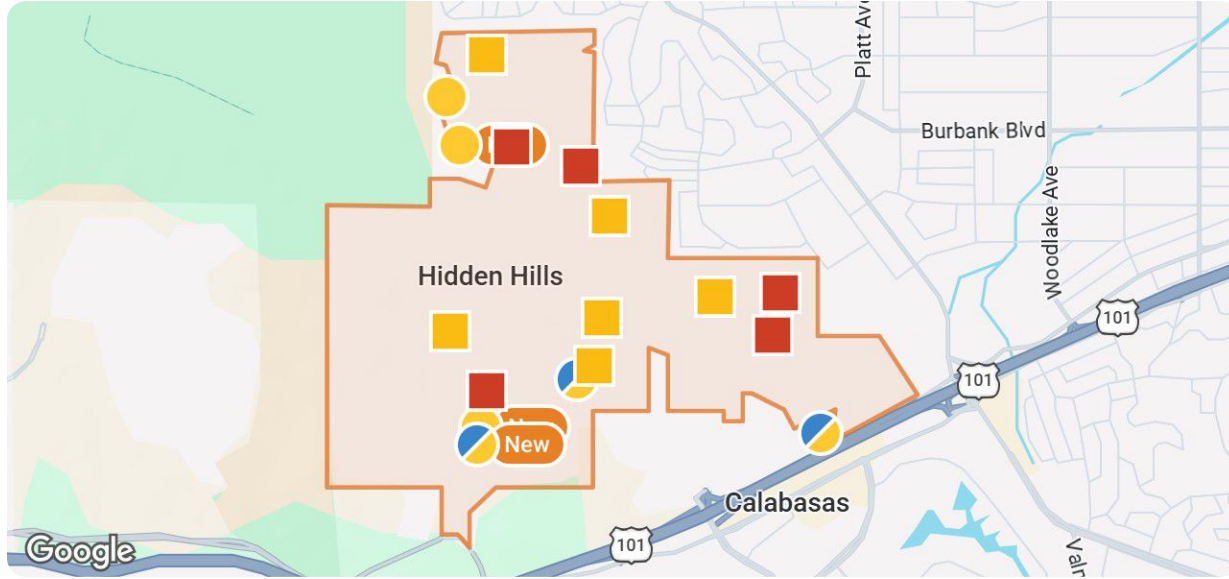 Platt Ave
Burbank Blvd
Woodlake Ave
Hidden Hills
101
101
New
Calabasas
101
Google